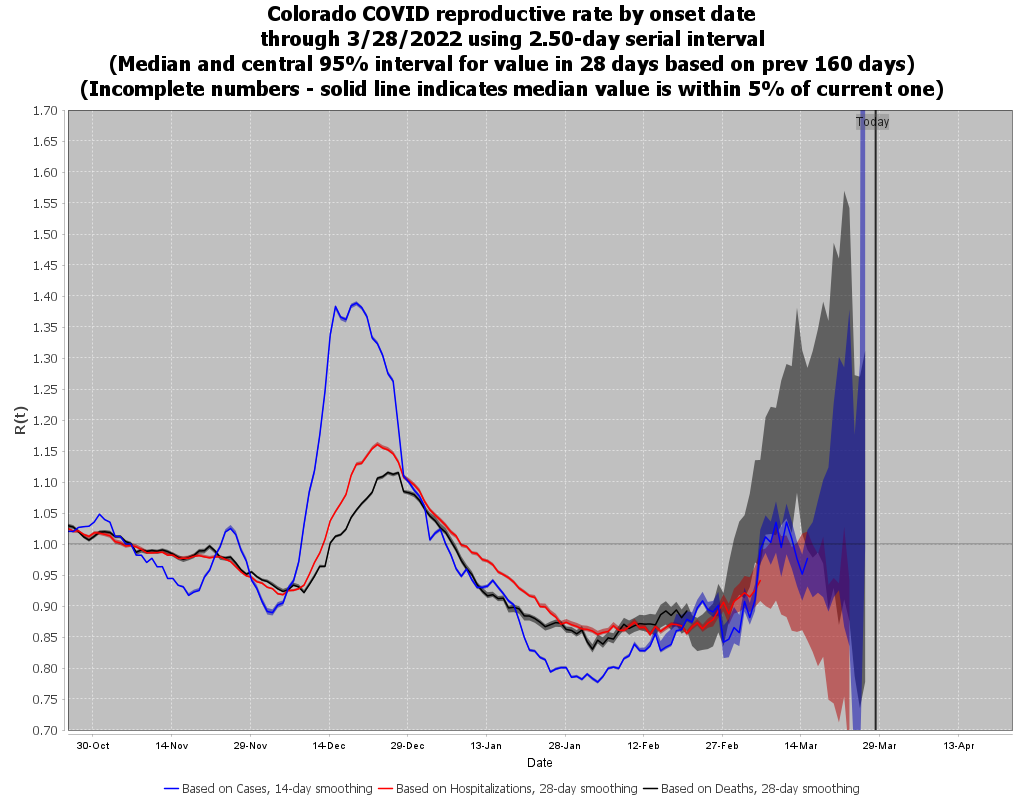 Colorado COVID reproductive rate by onset date
through 3/28/2022 using 2.50-day serial interval
(Median and central 95% interval for value in 28 days based on prev 160 days)
(Incomplete numbers - solid line indicates median value is within 5% of current one)
1.70
Today
1.65
1.60
1.55
1.50
1.45
1.40
1.35
1.30
1.25
1.20
1.15
1.10
1.05
1.00
0.95
0.90
0.85
0.80
0.75
0.70
R(t)
30-Oct 14-Nov 29-Nov 14-Dec 29-Dec 13-Jan 28-Jan 12-Feb 27-Feb 14-Mar 29-Mar 13-Apr
Date
Based on Cases, 14-day smoothing Based on Hospitalizations, 28-day smoothing Based on Deaths, 28-day smoothing